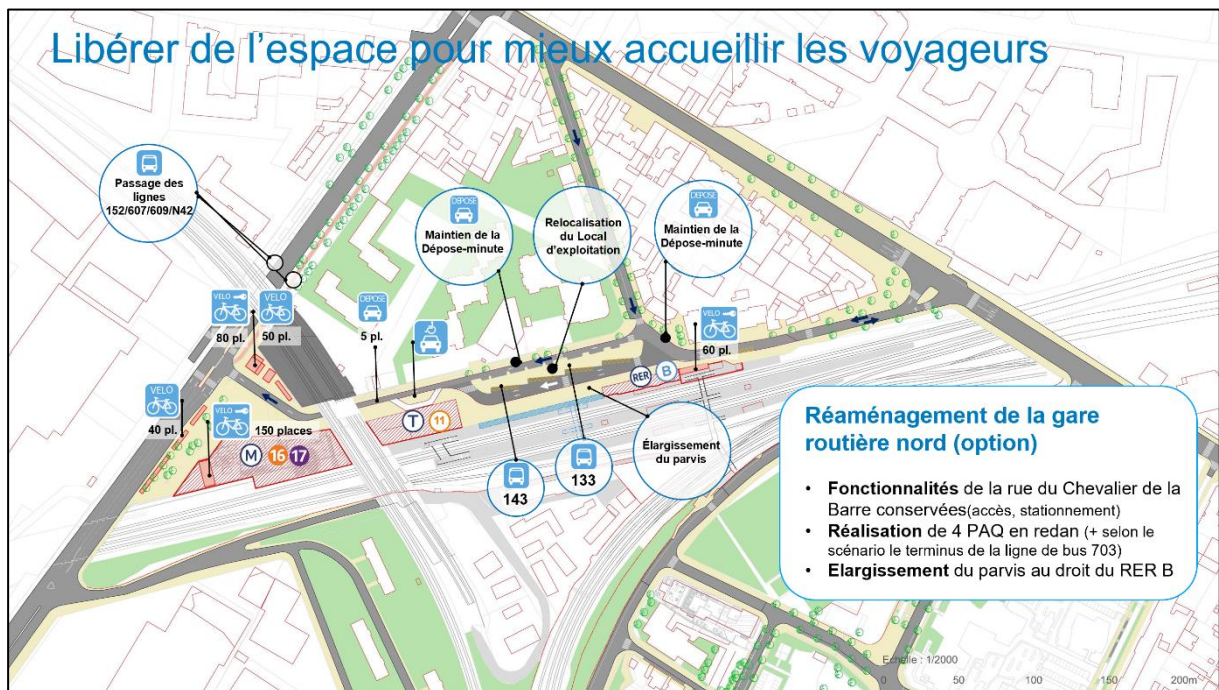 Libérer de l'espace pour mieux accueillir les voyageurs
Passage des
lignes
152/607/609/N42
DEPOSE
Maintien de la
Dépose-minute
Relocalisation
du Local
d'exploitation
DEPOSE
Maintien de la
Dépose-minute
VELO
80 pl.
VELO
50 pl.
DEPOSE
5 pl.
VELO
60 pl.
RER B
VELO
40 pl.
VELO
150 places
M 16 17
T 11
143
133
Élargissement
du parvis
Réaménagement de la gare
routière nord (option)
• Fonctionnalités de la rue du Chevalier de la
Barre conservées(accès, stationnement)
• Réalisation de 4 PAQ en redan (+ selon le
scénario le terminus de la ligne de bus 703)
• Elargissement du parvis au droit du RER B
Echelle : 1/2000
0 50 100 150 200m